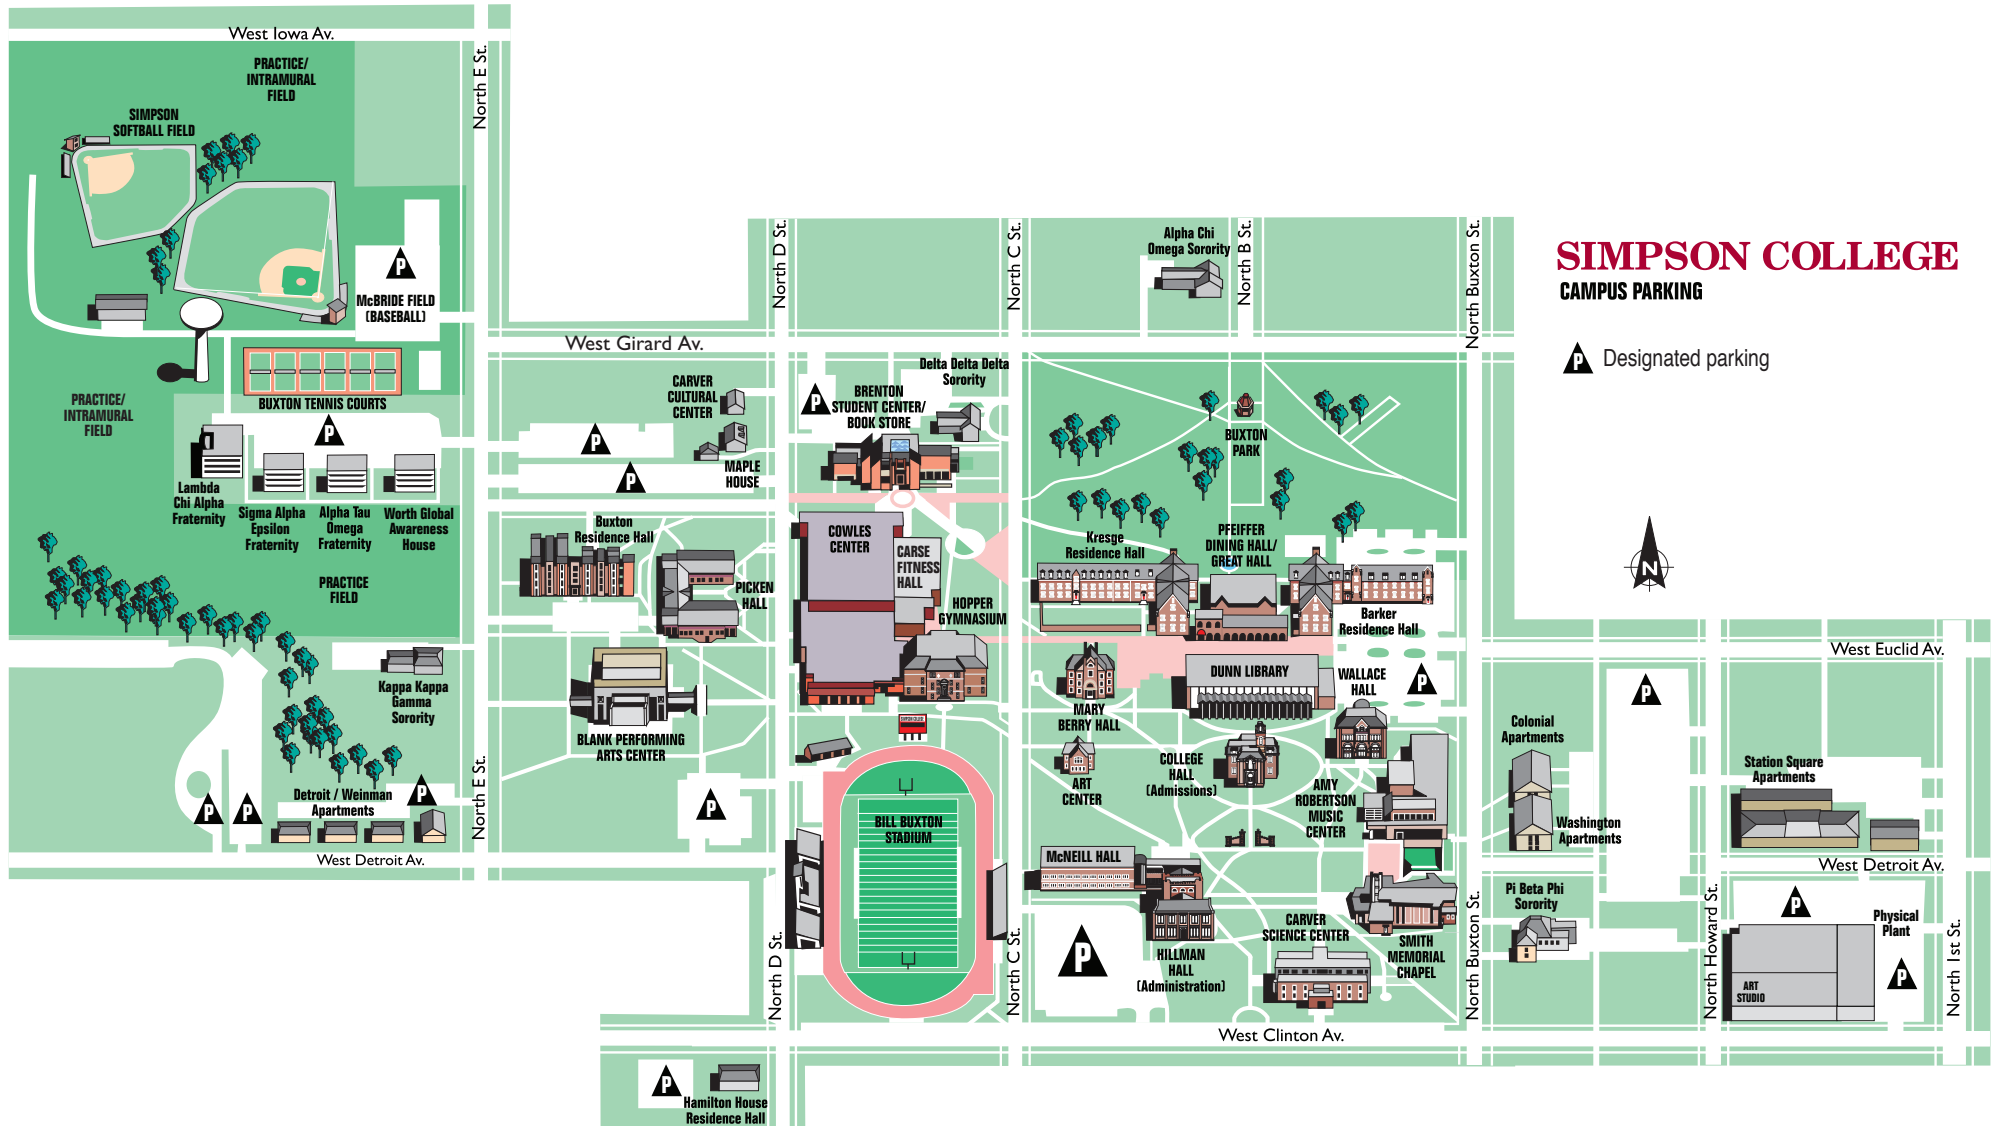 West Iowa Av.
North E St.
PRACTICE/
INTRAMURAL
FIELD
SIMPSON
SOFTBALL FIELD
P
McBRIDE FIELD
(BASEBALL)
North D St.
North C St.
Alpha Chi
Omega Sorority
North B St.
North Buxton St.
SIMPSON COLLEGE
CAMPUS PARKING
P
Designated parking
West Girard Av.
BUXTON TENNIS COURTS
PRACTICE/
INTRAMURAL
FIELD
P
CARVER
CULTURAL
CENTER
MAPLE
HOUSE
P
P
P
BRENTON
STUDENT CENTER/
BOOK STORE
Delta Delta Delta
Sorority
BUXTON
PARK
Lambda
Chi Alpha
Fraternity
Sigma Alpha
Epsilon
Fraternity
Alpha Tau
Omega
Fraternity
Worth Global
Awareness
House
PRACTICE
FIELD
Buxton
Residence Hall
PICKEN
HALL
COWLES
CENTER
CARSE
FITNESS
HALL
HOPPER
GYMNASIUM
Kresge
Residence Hall
PFEIFFER
DINING HALL/
GREAT HALL
Barker
Residence Hall
N
West Euclid Av.
Kappa Kappa
Gamma
Sorority
BLANK PERFORMING
ARTS CENTER
SIMPSON COLLEGE
MARY
BERRY HALL
DUNN LIBRARY
WALLACE
HALL
P
P
Colonial
Apartments
Station Square
Apartments
ART
CENTER
COLLEGE
HALL
(Admissions)
AMY
ROBERTSON
MUSIC
CENTER
Washington
Apartments
North E St.
Detroit / Weinman
Apartments
P
P
P
P
West Detroit Av.
BILL BUXTON
STADIUM
McNEILL HALL
West Detroit Av.
Pi Beta Phi
Sorority
P
Physical
Plant
P
CARVER
SCIENCE CENTER
SMITH
MEMORIAL
CHAPEL
P
HILLMAN
HALL
(Administration)
ART
STUDIO
North D St.
North C St.
North Buxton St.
North Howard St.
North 1st St.
West Clinton Av.
P
Hamilton House
Residence Hall